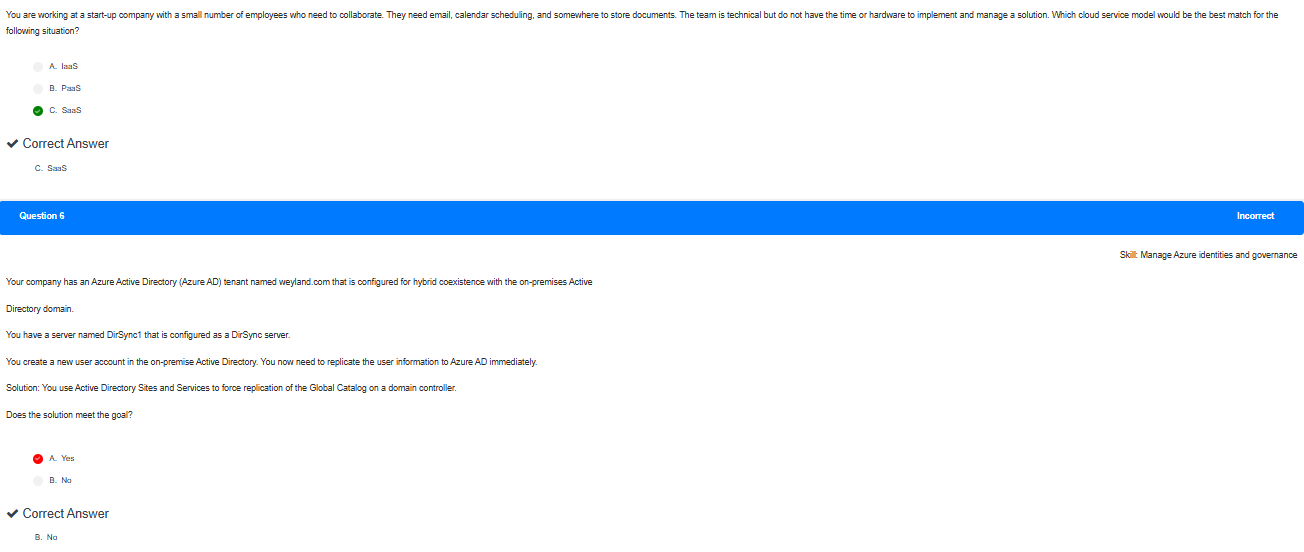 You are working at a start-up company with a small number of employees who need to collaborate. They need email, calendar scheduling, and somewhere to store documents. The team is technical but do not have the time or hardware to implement and manage a solution. Which cloud service model would be the best match for the
following situation?
A. IaaS
B. PaaS
C. SaaS
Correct Answer
C. SaaS
Question 6 Incorrect
Skill: Manage Azure identities and governance
Your company has an Azure Active Directory (Azure AD) tenant named weyland.com that is configured for hybrid coexistence with the on-premises Active
Directory domain.
You have a server named DirSync1 that is configured as a DirSync server.
You create a new user account in the on-premise Active Directory. You now need to replicate the user information to Azure AD immediately.
Solution: You use Active Directory Sites and Services to force replication of the Global Catalog on a domain controller.
Does the solution meet the goal?
A. Yes
B. No
Correct Answer
B. No